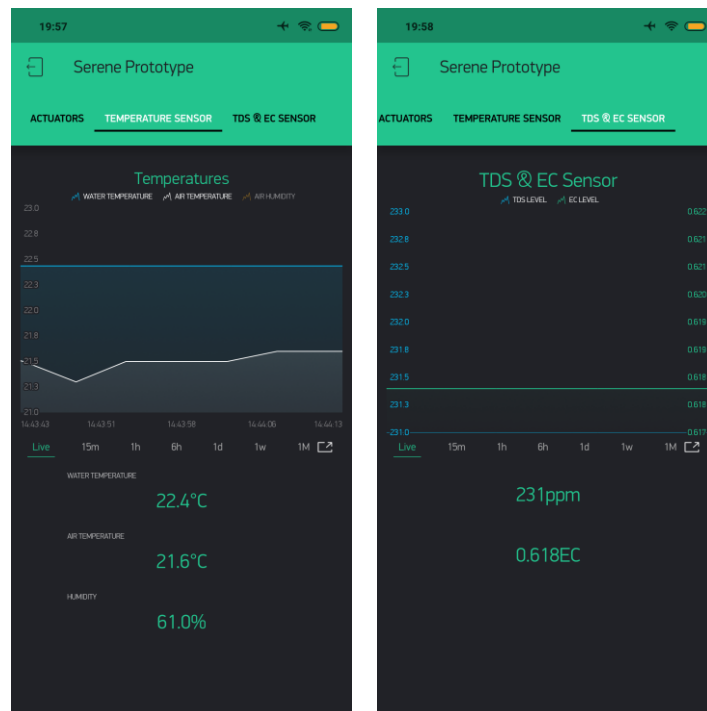 19:57
Serene Prototype
ACTUATORS TEMPERATURE SENSOR TDS & EC SENSOR
Temperatures
WATER TEMPERATURE AIR TEMPERATURE AIR HUMIDITY
23.0
22.8
22.5
22.3
22.0
21.8
21.5
21.3
21.0
14:43:43 14:43:51 14:43:58 14:44:06 14:44:13
Live 15m 1h 6h 1d 1w 1M
WATER TEMPERATURE
22.4°C
AIR TEMPERATURE
21.6°C
HUMIDITY
61.0%
19:58
Serene Prototype
ACTUATORS TEMPERATURE SENSOR TDS & EC SENSOR
TDS & EC Sensor
TDS LEVEL EC LEVEL
233.0 0.622
232.8 0.621
232.5 0.621
232.3 0.620
232.0 0.619
231.8 0.619
231.5 0.618
231.3 0.618
231.0 0.617
Live 15m 1h 6h 1d 1w 1M
231ppm
0.618EC